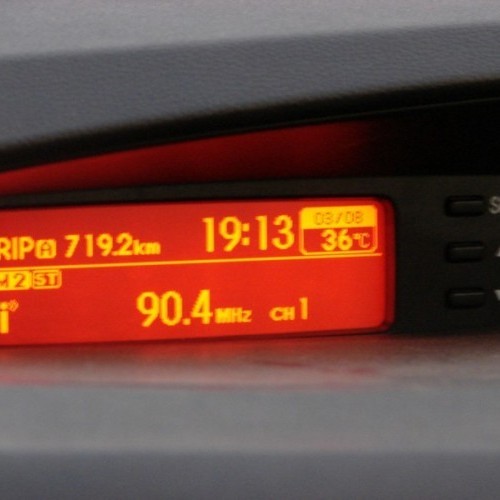 RIP A 719.2km 19:13 03/08
36°C
M2 ST
i 90.4MHz CH1
S